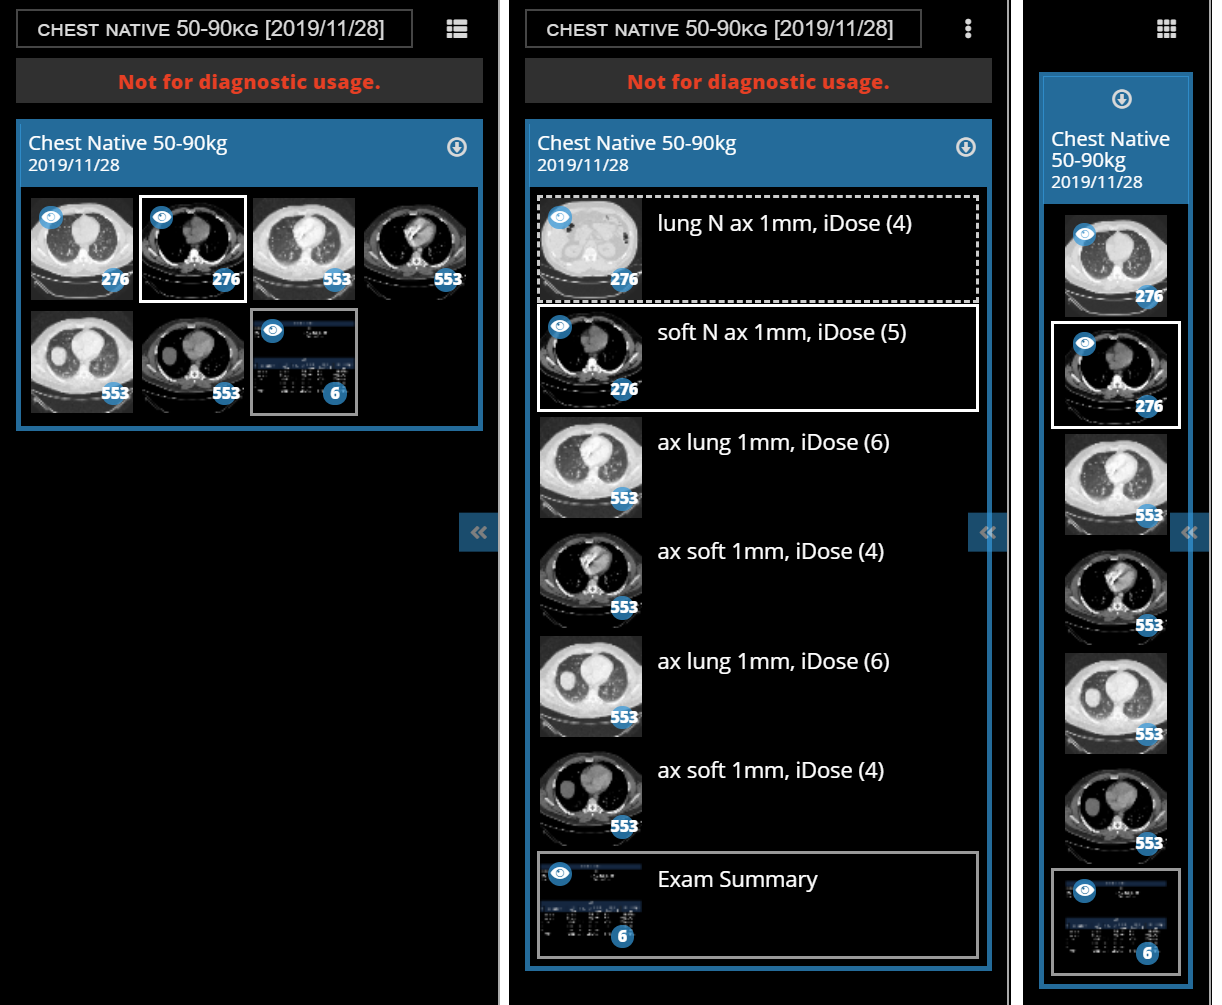 CHEST NATIVE 50-90KG [2019/11/28]
Not for diagnostic usage.
Chest Native 50-90kg
2019/11/28
276
276
553
553
553
553
6
CHEST NATIVE 50-90KG [2019/11/28]
Not for diagnostic usage.
Chest Native 50-90kg
2019/11/28
lung N ax 1mm, iDose (4)
276
soft N ax 1mm, iDose (5)
276
ax lung 1mm, iDose (6)
553
ax soft 1mm, iDose (4)
553
ax lung 1mm, iDose (6)
553
ax soft 1mm, iDose (4)
553
Exam Summary
6
Chest Native
50-90kg
2019/11/28
276
276
553
553
553
553
6